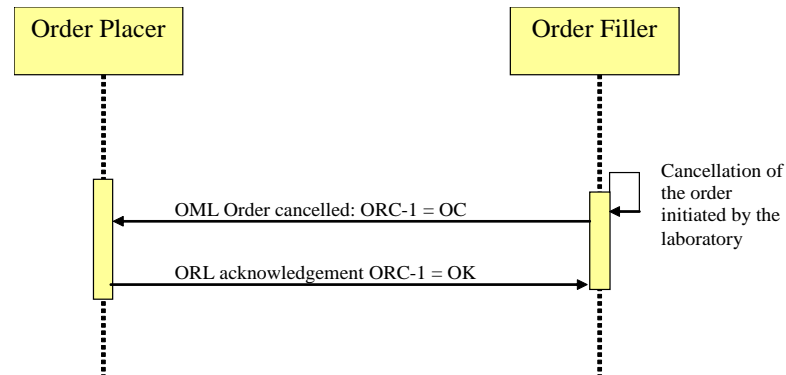 Order Placer
Order Filler
Cancellation of
the order
initiated by the
laboratory
OML Order cancelled: ORC-1 = OC
ORL acknowledgement ORC-1 = OK